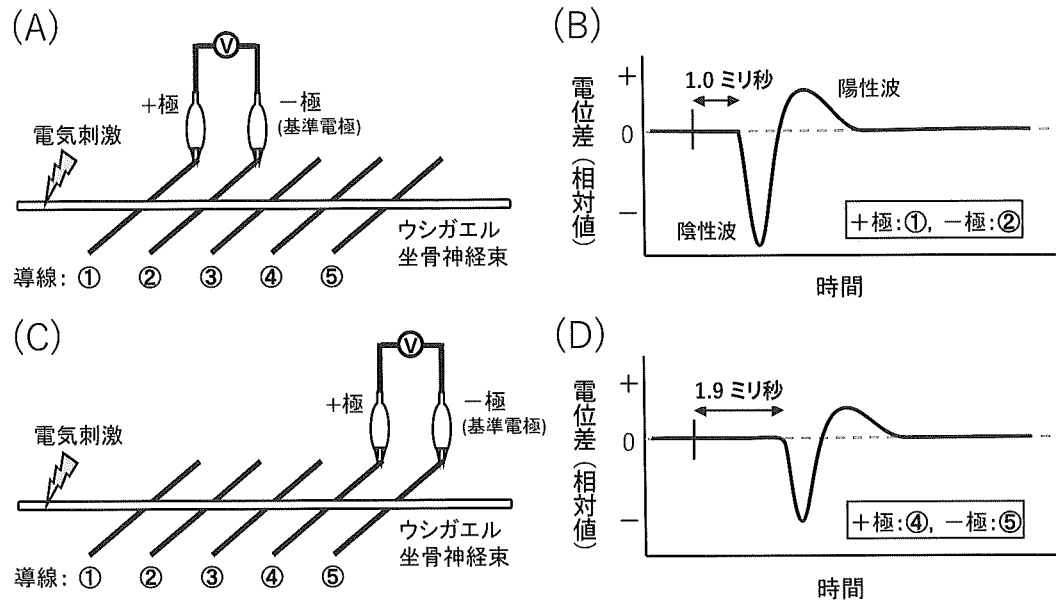 (A)
V
+極
−極
(基準電極)
電気刺激
ウシガエル
坐骨神経束
導線: ① ② ③ ④ ⑤
(B)
電位差(相対値)
+
0
−
1.0 ミリ秒
陽性波
陰性波
+極:①, −極:②
時間
(C)
V
+極
−極
(基準電極)
電気刺激
ウシガエル
坐骨神経束
導線: ① ② ③ ④ ⑤
(D)
電位差(相対値)
+
0
−
1.9 ミリ秒
+極:④, −極:⑤
時間